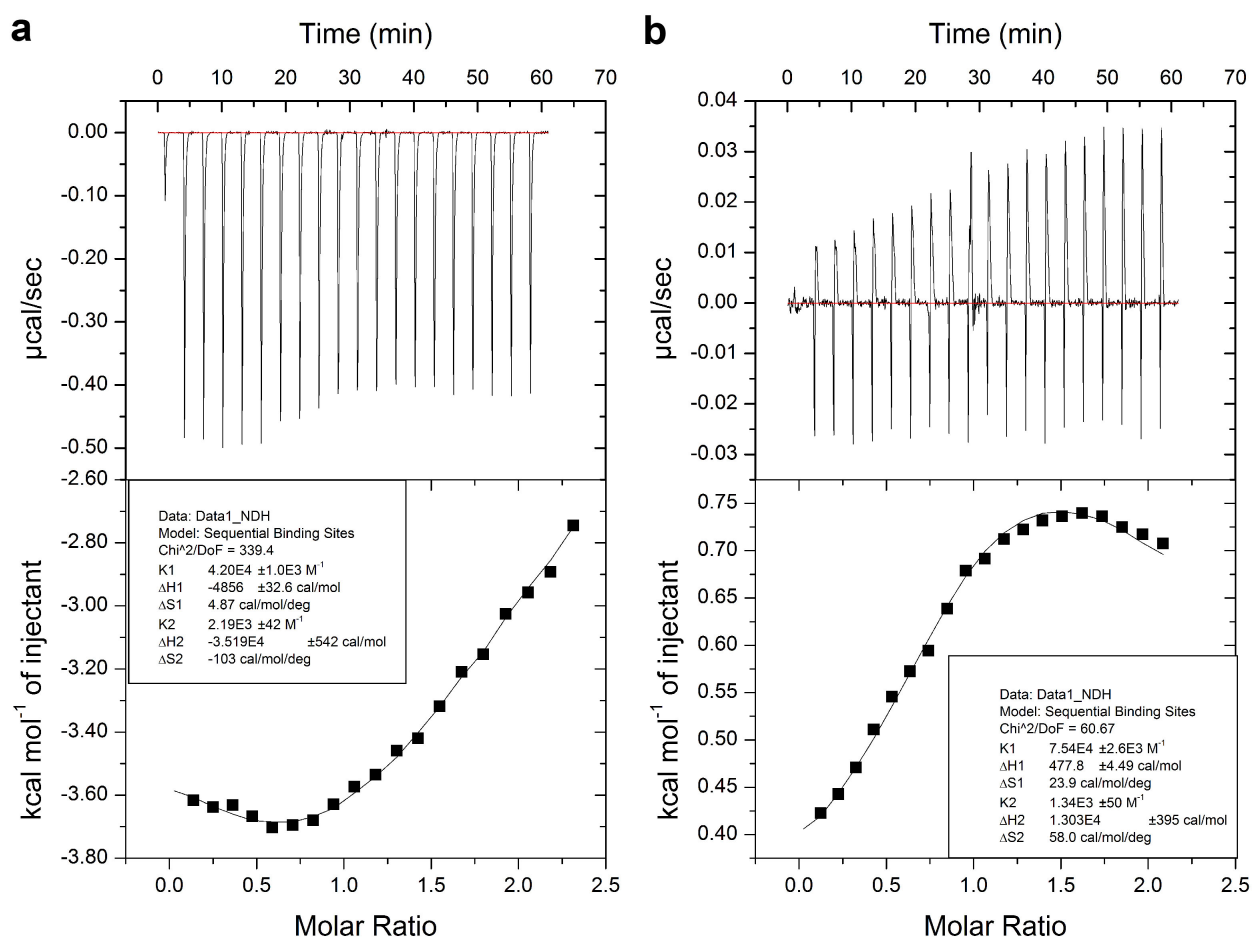 a
Time (min)
0 10 20 30 40 50 60 70
0.00
-0.10
-0.20
-0.30
-0.40
-0.50
µcal/sec
-2.60
-2.80
-3.00
-3.20
-3.40
-3.60
-3.80
kcal mol⁻¹ of injectant
Data: Data1_NDH
Model: Sequential Binding Sites
Chi^2/DoF = 339.4
K1 4.20E4 ±1.0E3 M⁻¹
ΔH1 -4856 ±32.6 cal/mol
ΔS1 4.87 cal/mol/deg
K2 2.19E3 ±42 M⁻¹
ΔH2 -3.519E4 ±542 cal/mol
ΔS2 -103 cal/mol/deg
0.0 0.5 1.0 1.5 2.0 2.5
Molar Ratio
b
Time (min)
0 10 20 30 40 50 60 70
0.04
0.03
0.02
0.01
0.00
-0.01
-0.02
-0.03
µcal/sec
0.75
0.70
0.65
0.60
0.55
0.50
0.45
0.40
kcal mol⁻¹ of injectant
Data: Data1_NDH
Model: Sequential Binding Sites
Chi^2/DoF = 60.67
K1 7.54E4 ±2.6E3 M⁻¹
ΔH1 477.8 ±4.49 cal/mol
ΔS1 23.9 cal/mol/deg
K2 1.34E3 ±50 M⁻¹
ΔH2 1.303E4 ±395 cal/mol
ΔS2 58.0 cal/mol/deg
0.0 0.5 1.0 1.5 2.0 2.5
Molar Ratio